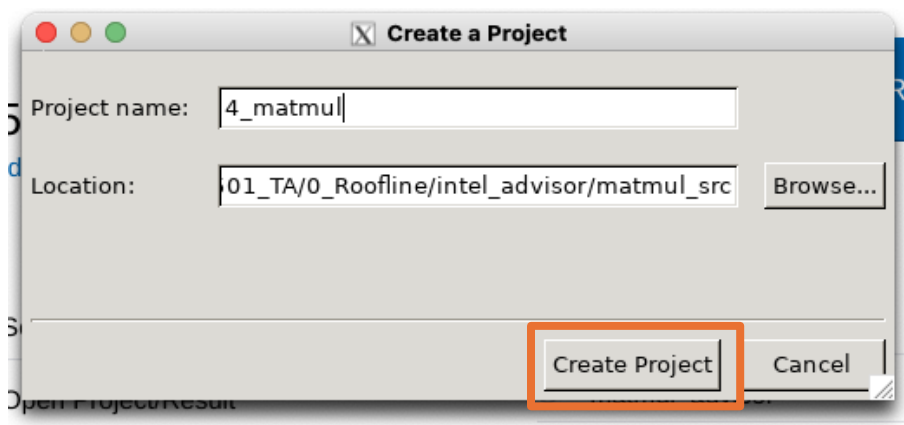 Create a Project
Project name: 4_matmul
Location: 01_TA/0_Roofline/intel_advisor/matmul_src Browse...
Create Project Cancel
Open Project/Result